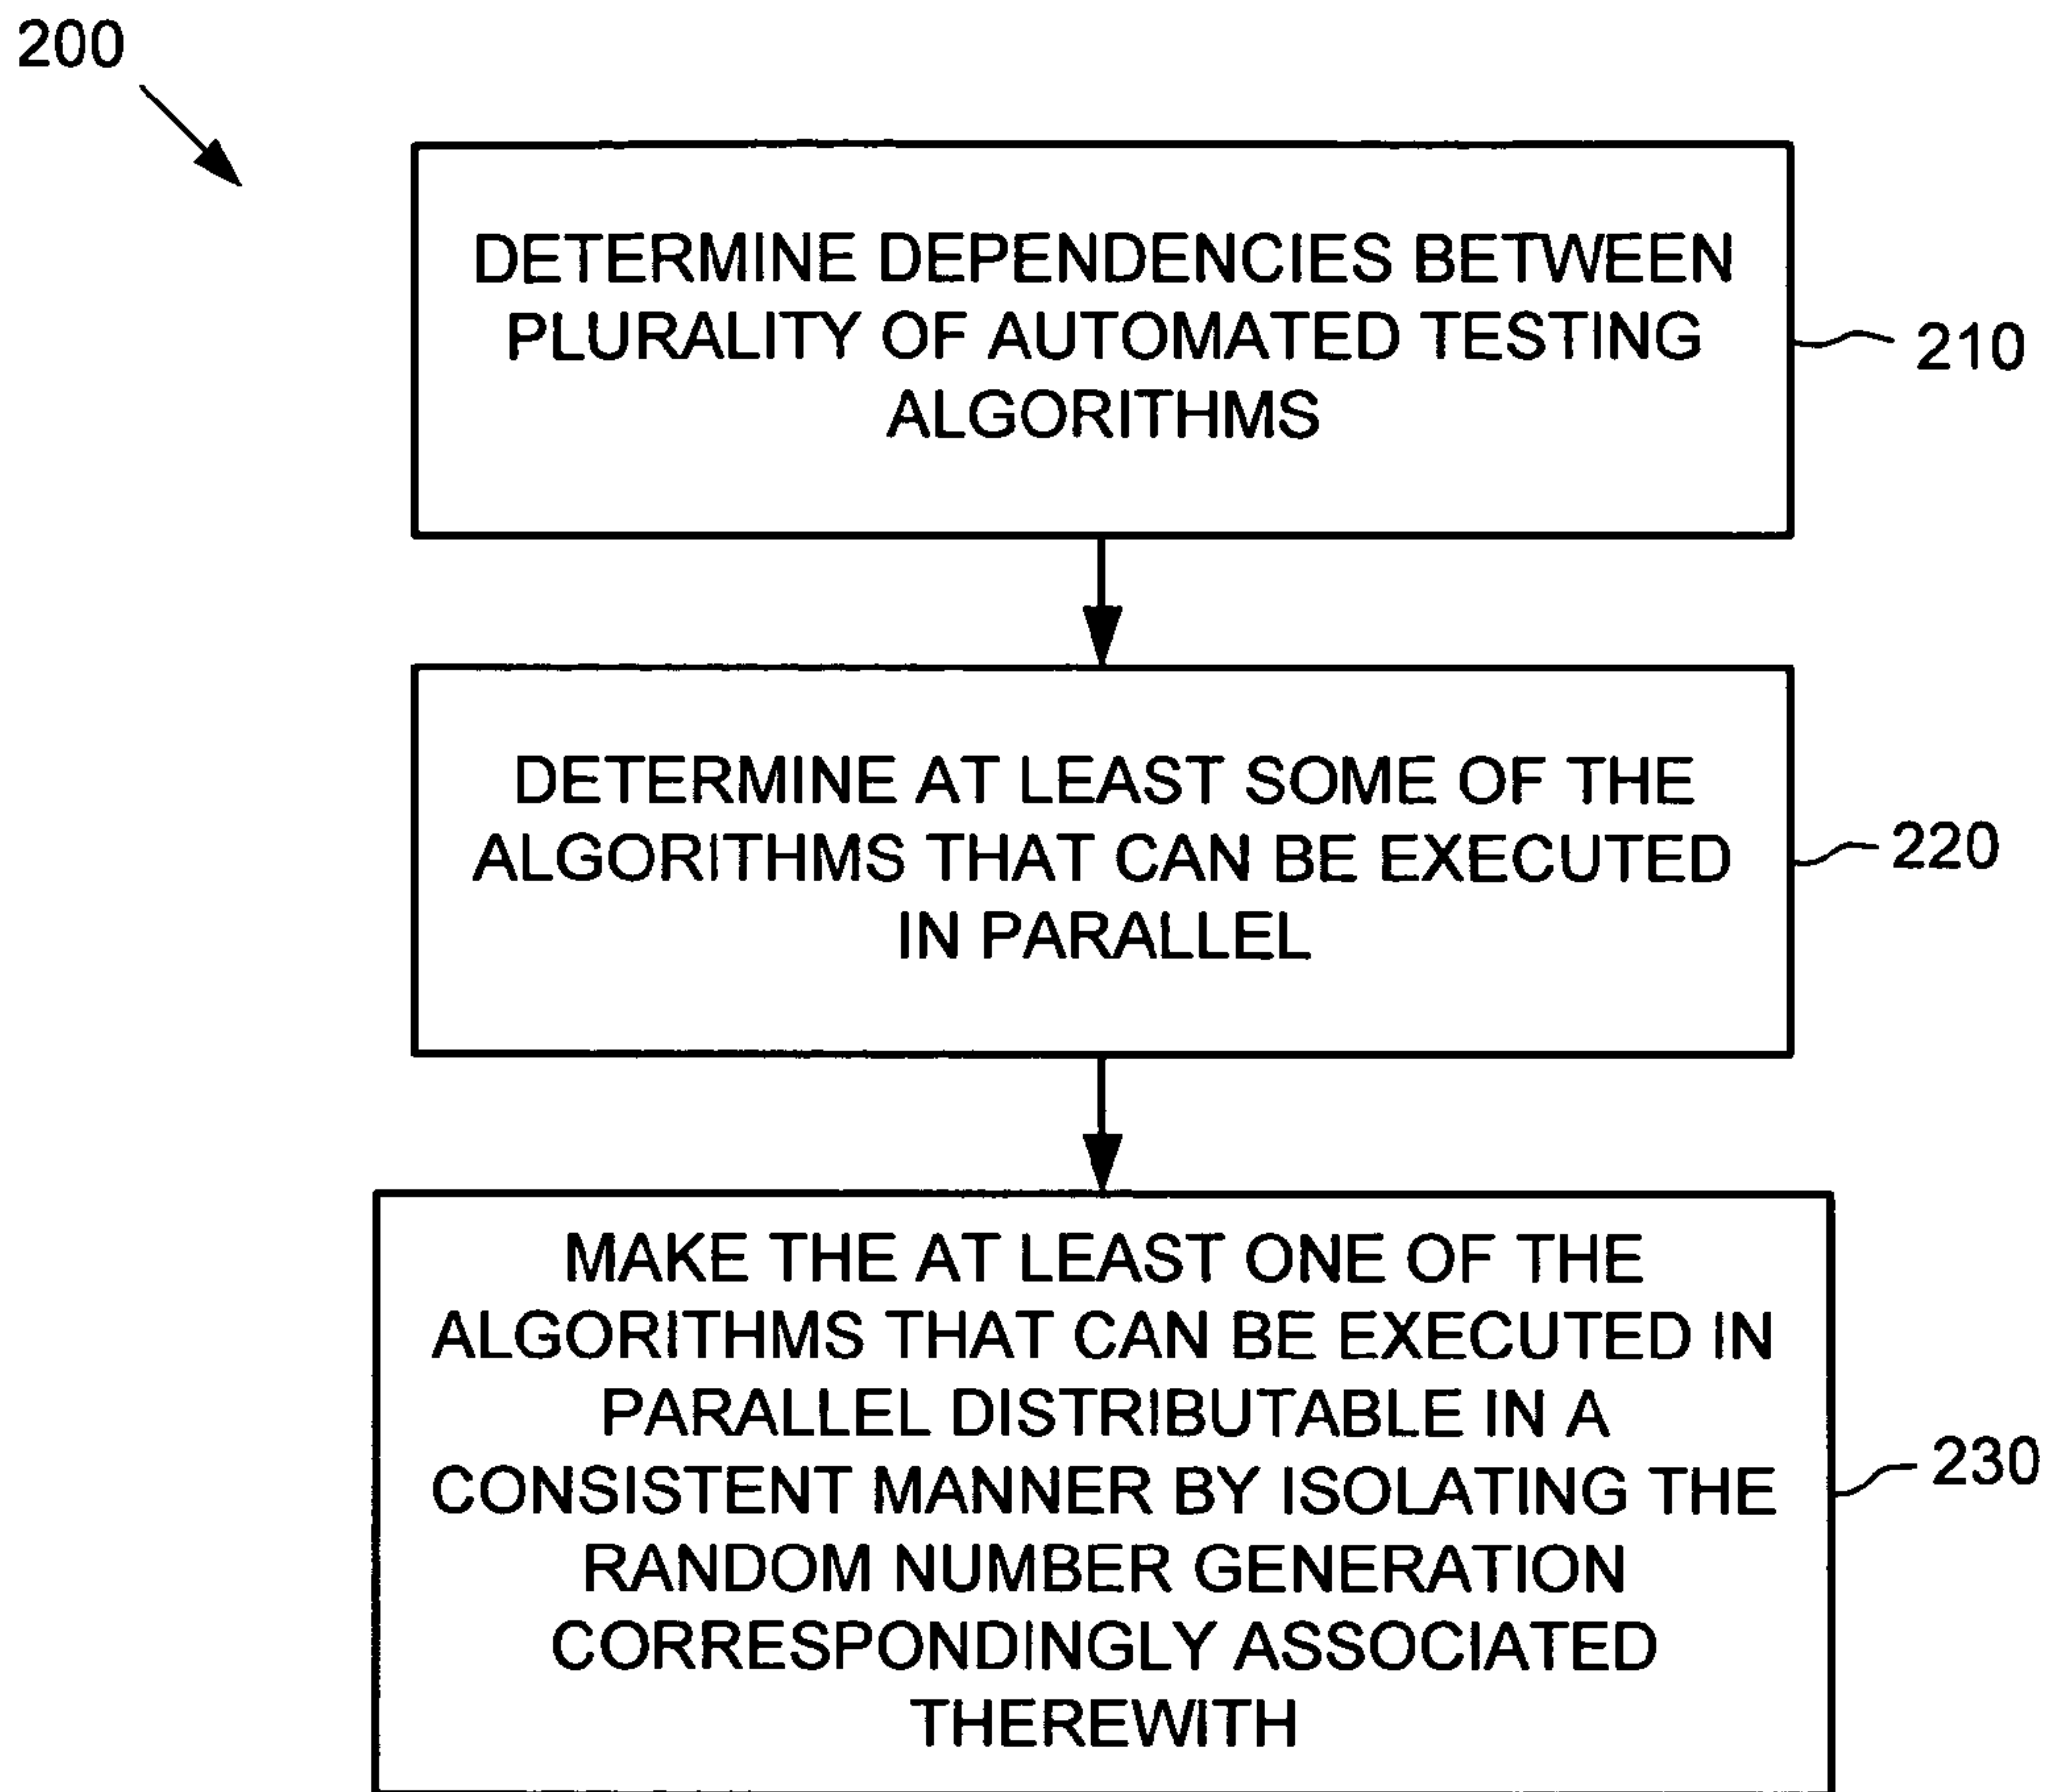 200
DETERMINE DEPENDENCIES BETWEEN
PLURALITY OF AUTOMATED TESTING
ALGORITHMS
210
DETERMINE AT LEAST SOME OF THE
ALGORITHMS THAT CAN BE EXECUTED
IN PARALLEL
220
MAKE THE AT LEAST ONE OF THE
ALGORITHMS THAT CAN BE EXECUTED IN
PARALLEL DISTRIBUTABLE IN A
CONSISTENT MANNER BY ISOLATING THE
RANDOM NUMBER GENERATION
CORRESPONDINGLY ASSOCIATED
THEREWITH
230